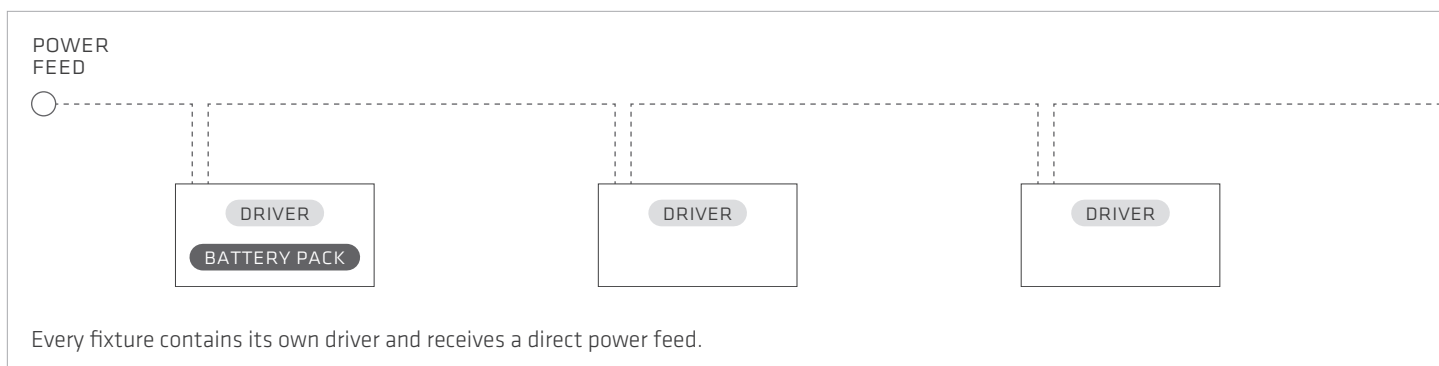 POWER
FEED
DRIVER
BATTERY PACK
DRIVER
DRIVER
Every fixture contains its own driver and receives a direct power feed.